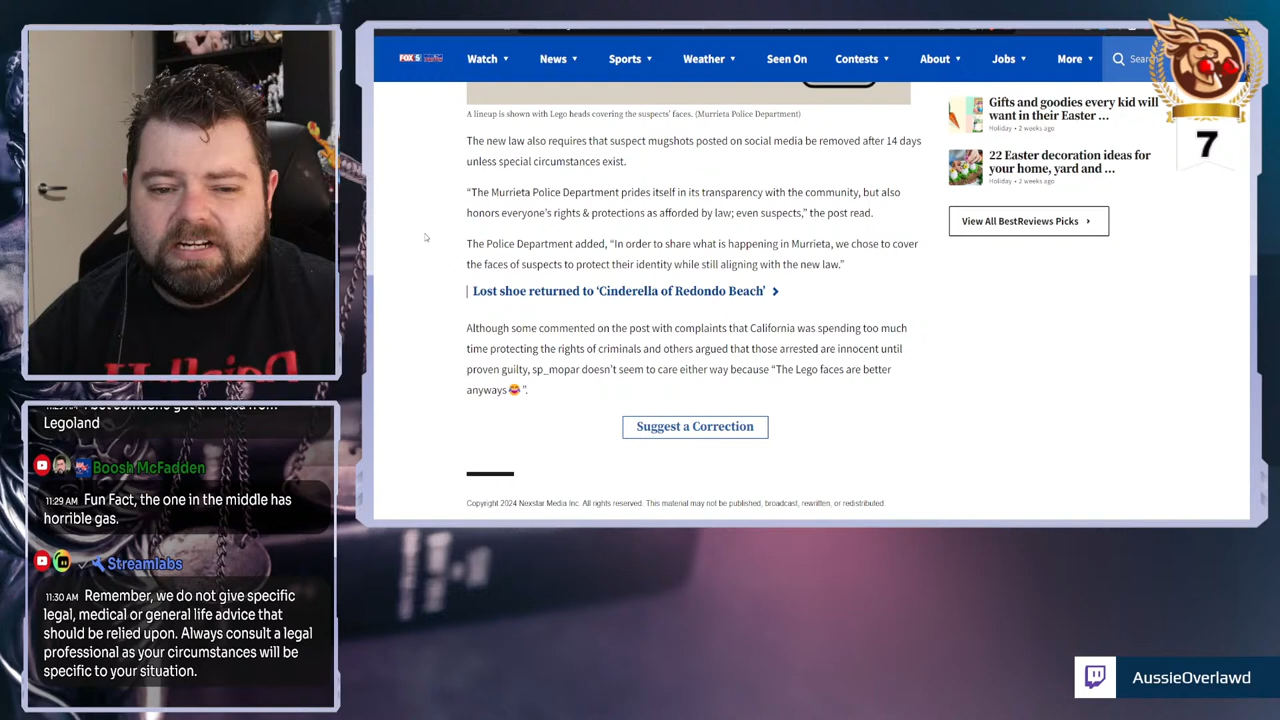 FOX 5
Watch News Sports Weather Seen On Contests About Jobs More Search
A lineup is shown with Lego heads covering the suspects' faces. (Murrieta Police Department)
The new law also requires that suspect mugshots posted on social media be removed after 14 days
unless special circumstances exist.
“The Murrieta Police Department prides itself in its transparency with the community, but also
honors everyone’s rights & protections as afforded by law; even suspects,” the post read.
The Police Department added, “In order to share what is happening in Murrieta, we chose to cover
the faces of suspects to protect their identity while still aligning with the new law.”
Lost shoe returned to ‘Cinderella of Redondo Beach’
Although some commented on the post with complaints that California was spending too much
time protecting the rights of criminals and others argued that those arrested are innocent until
proven guilty, sp_mopar doesn’t seem to care either way because “The Lego faces are better
anyways😂”.
Suggest a Correction
Copyright 2024 Nexstar Media Inc. All rights reserved. This material may not be published, broadcast, rewritten, or redistributed.
Gifts and goodies every kid will
want in their Easter ...
Holiday • 2 weeks ago
22 Easter decoration ideas for
your home, yard and ...
Holiday • 2 weeks ago
View All BestReviews Picks
7
Legoland
Boosh McFadden
11:29 AM Fun Fact, the one in the middle has
horrible gas.
Streamlabs
11:30 AM Remember, we do not give specific
legal, medical or general life advice that
should be relied upon. Always consult a legal
professional as your circumstances will be
specific to your situation.
AussieOverlawd